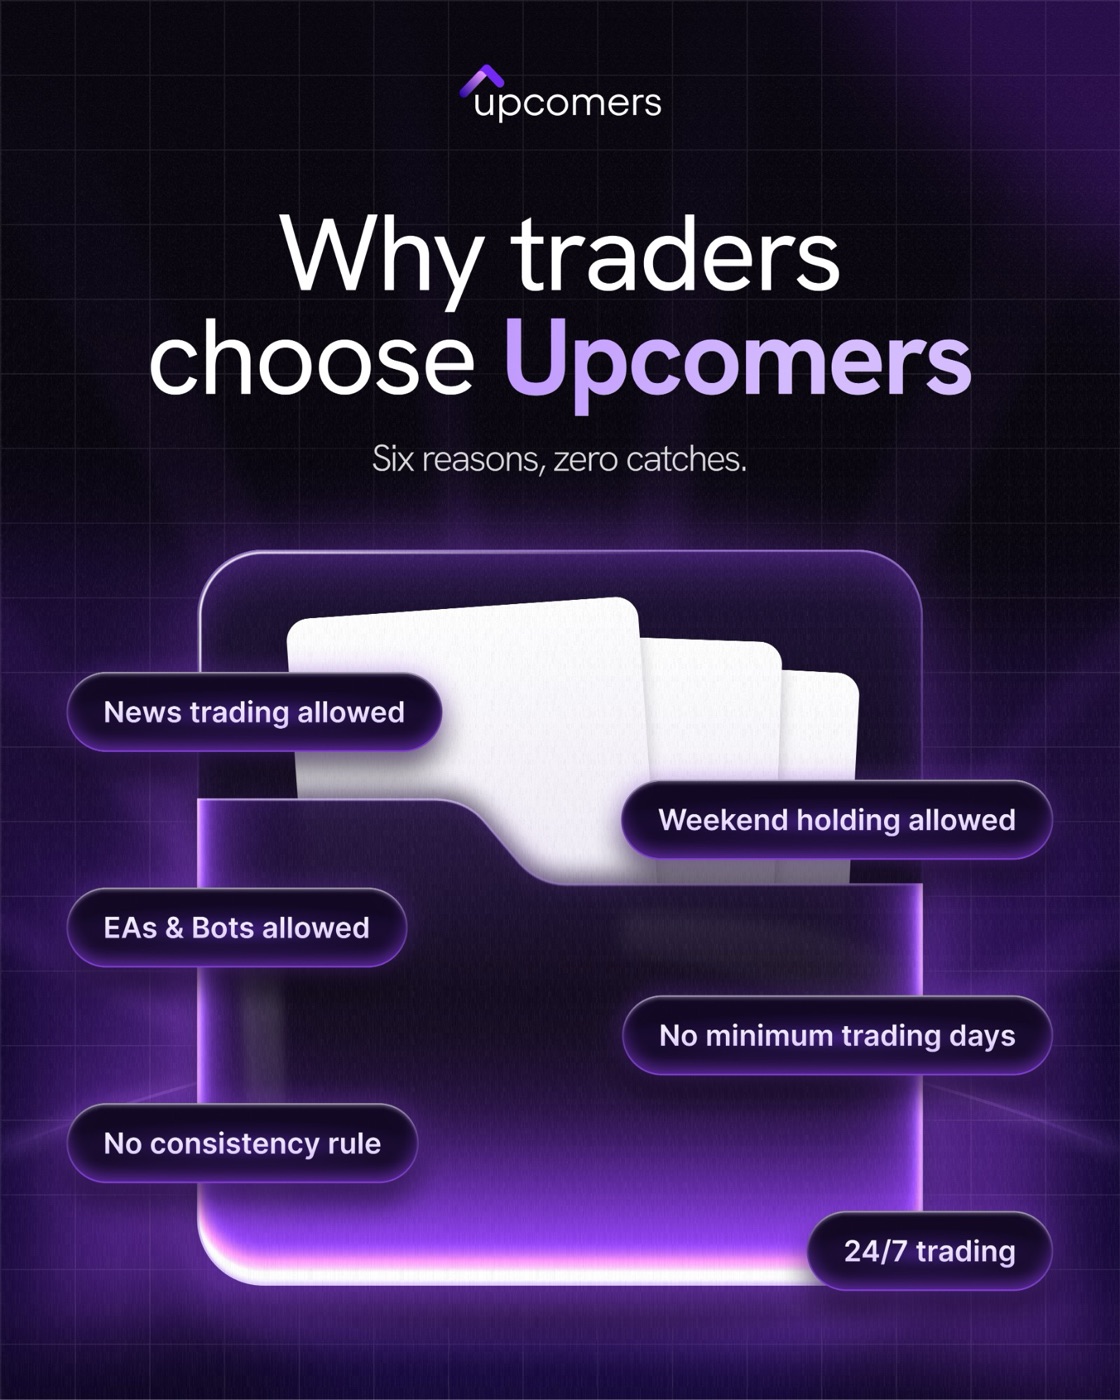 upcomers
Why traders
choose Upcomers
Six reasons, zero catches.
News trading allowed
Weekend holding allowed
EAs & Bots allowed
No minimum trading days
No consistency rule
24/7 trading